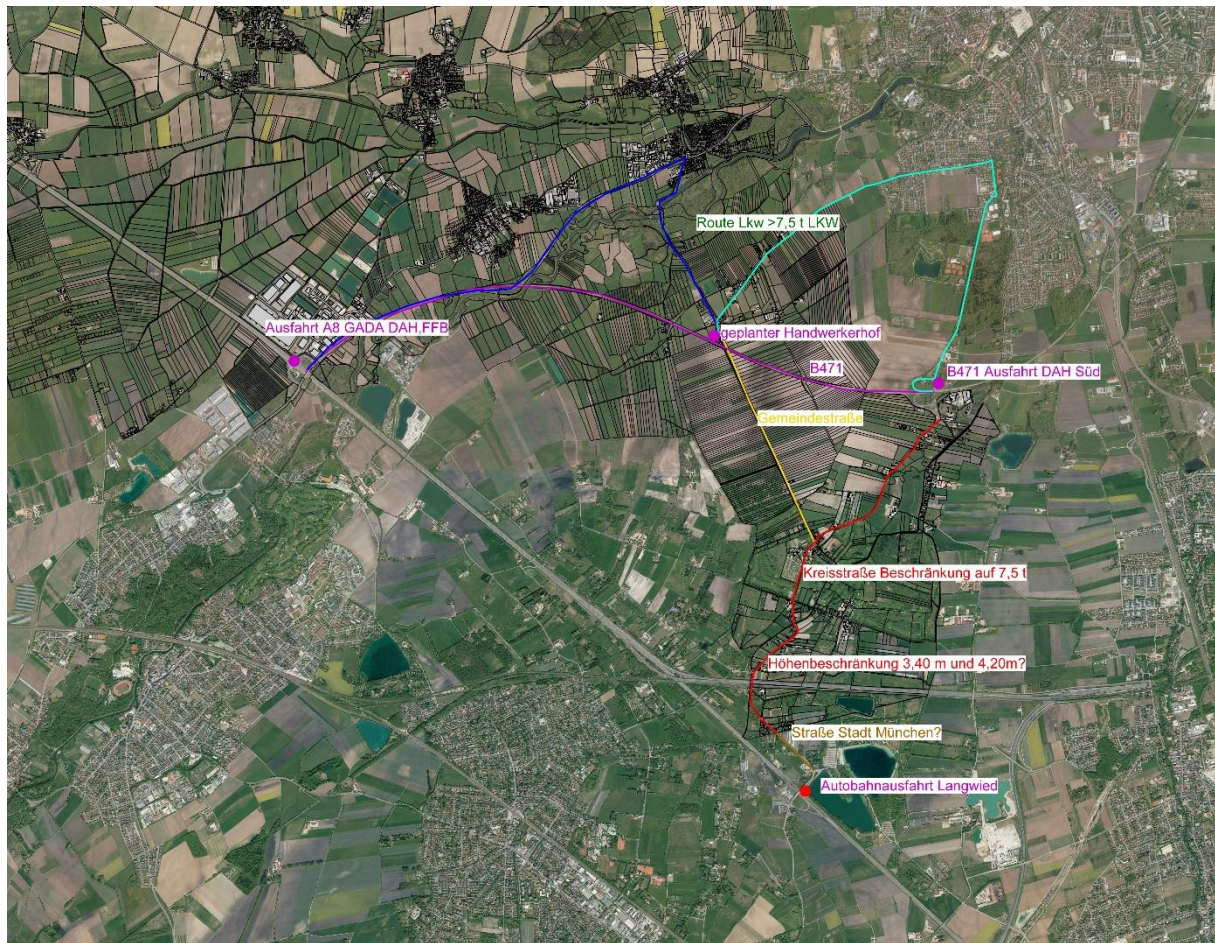 Route Lkw >7,5 t LKW
Ausfahrt A8 GADA DAH,FFB
geplanter Handwerkerhof
B471
B471 Ausfahrt DAH Süd
Gemeindestraße
Kreisstraße Beschränkung auf 7,5 t
Höhenbeschränkung 3,40 m und 4,20m?
Straße Stadt München?
Autobahnausfahrt Langwied